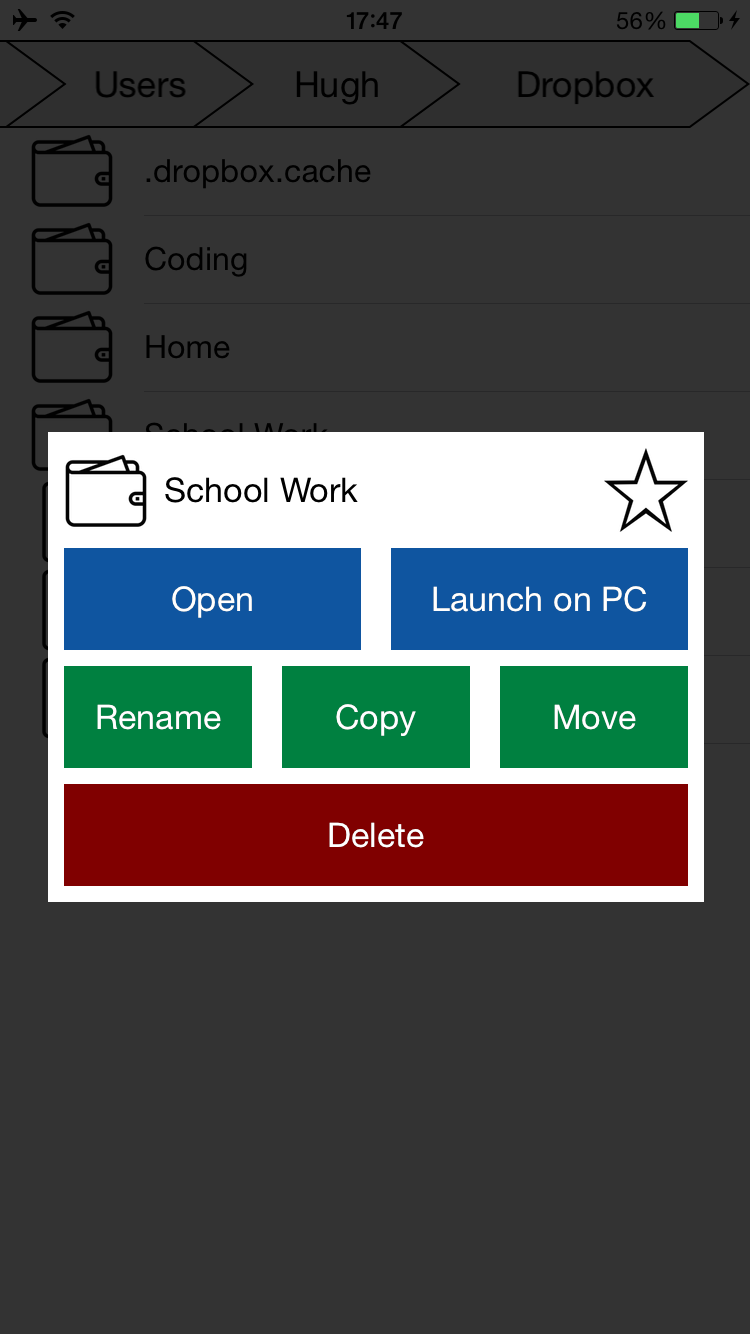 17:47 56%
Users Hugh Dropbox
.dropbox.cache
Coding
Home
School Work
School Work
Open Launch on PC
Rename Copy Move
Delete